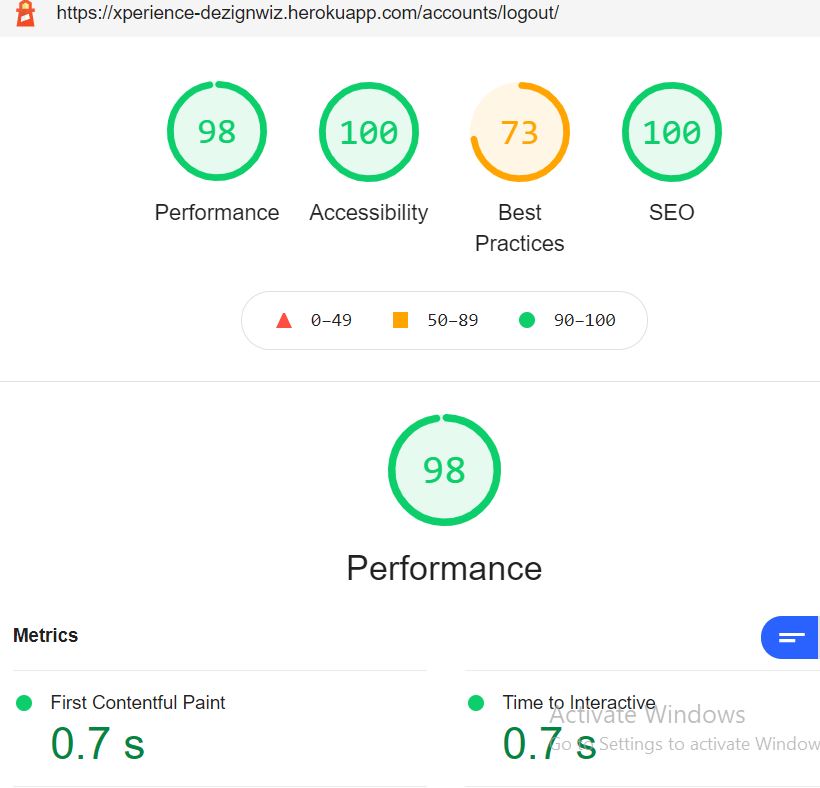 https://xperience-dezignwiz.herokuapp.com/accounts/logout/
98
100
73
100
Performance
Accessibility
Best
Practices
SEO
0–49
50–89
90–100
98
Performance
Metrics
First Contentful Paint
0.7 s
Time to Interactive
0.7 s
Activate Windows
Go to Settings to activate Window